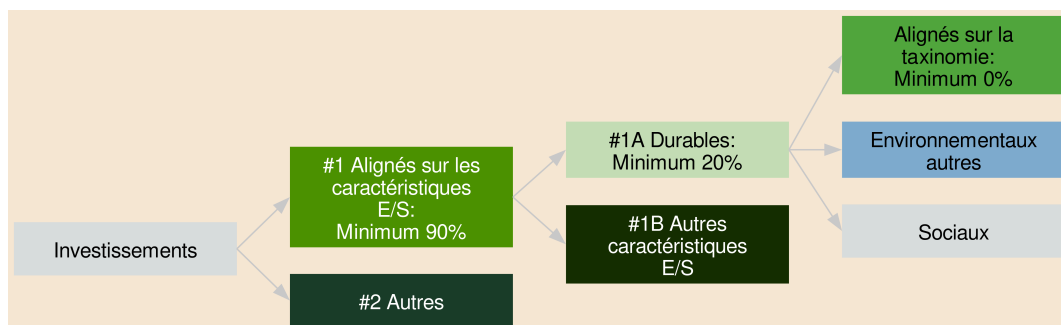 Investissements
#1 Alignés sur les
caractéristiques
E/S:
Minimum 90%
#2 Autres
#1A Durables:
Minimum 20%
#1B Autres
caractéristiques
E/S
Alignés sur la
taxinomie:
Minimum 0%
Environnementaux
autres
Sociaux